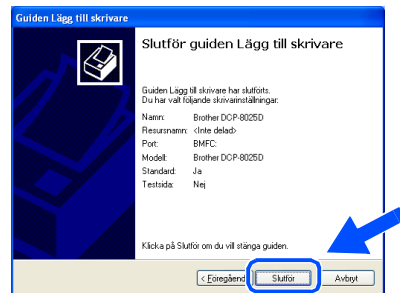 Guiden Lägg till skrivare
Slutför guiden Lägg till skrivare
Guiden Lägg till skrivare har slutförts.
Du har valt följande skrivarinställningar:
Namn: Brother DCP-8025D
Resursnamn: <Inte delad>
Port: BMFC:
Modell: Brother DCP-8025D
Standard: Ja
Testsida: Nej
Klicka på Slutför om du vill stänga guiden.
< Föregåend Slutför Avbryt